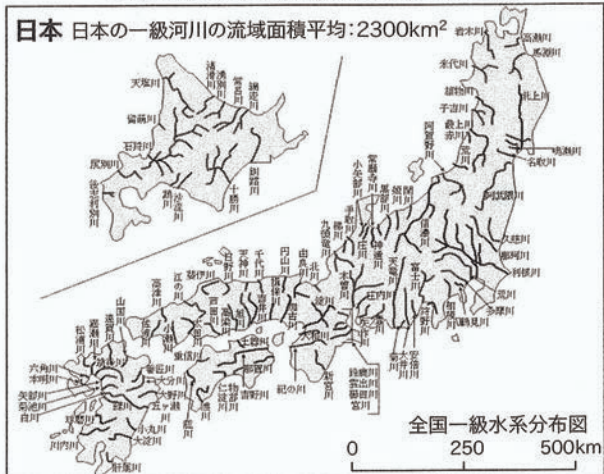 日本 日本の一級河川の流域面積平均:2300km²
天塩川
渚滑川
湧別川
常呂川
網走川
留萌川
石狩川
尻別川
後志利別川
鵡川
沙流川
十勝川
釧路川
岩木川
高瀬川
馬淵川
米代川
雄物川
北上川
子吉川
最上川
赤川
鳴瀬川
名取川
荒川
阿賀野川
阿武隈川
久慈川
那珂川
利根川
荒川
多摩川
鶴見川
相模川
信濃川
関川
姫川
黒部川
常願寺川
神通川
庄川
小矢部川
手取川
梯川
九頭竜川
北川
由良川
円山川
千代川
天神川
日野川
斐伊川
江の川
高津川
佐波川
小瀬川
太田川
芦田川
高梁川
旭川
吉井川
揖保川
加古川
淀川
大和川
木曽川
庄内川
天竜川
富士川
狩野川
安倍川
大井川
菊川
鈴鹿川
雲出川
櫛田川
宮川
新宮川
紀の川
吉野川
那賀川
物部川
仁淀川
渡川
肱川
重信川
土器川
山国川
遠賀川
嘉瀬川
松浦川
六角川
本明川
矢部川
菊池川
白川
緑川
球磨川
川内川
肝属川
大淀川
小丸川
五ヶ瀬川
大野川
大分川
番匠川
全国一級水系分布図
0 250 500km